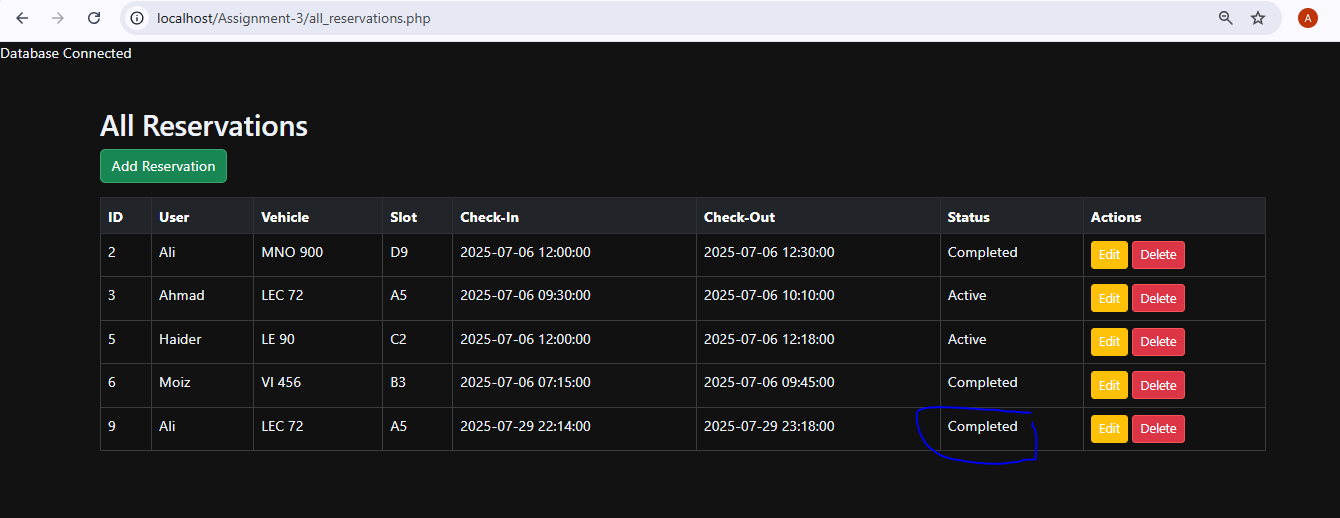 localhost/Assignment-3/all_reservations.php
A
Database Connected
All Reservations
Add Reservation
ID User Vehicle Slot Check-In Check-Out Status Actions
2 Ali MNO 900 D9 2025-07-06 12:00:00 2025-07-06 12:30:00 Completed Edit Delete
3 Ahmad LEC 72 A5 2025-07-06 09:30:00 2025-07-06 10:10:00 Active Edit Delete
5 Haider LE 90 C2 2025-07-06 12:00:00 2025-07-06 12:18:00 Active Edit Delete
6 Moiz VI 456 B3 2025-07-06 07:15:00 2025-07-06 09:45:00 Completed Edit Delete
9 Ali LEC 72 A5 2025-07-29 22:14:00 2025-07-29 23:18:00 Completed Edit Delete